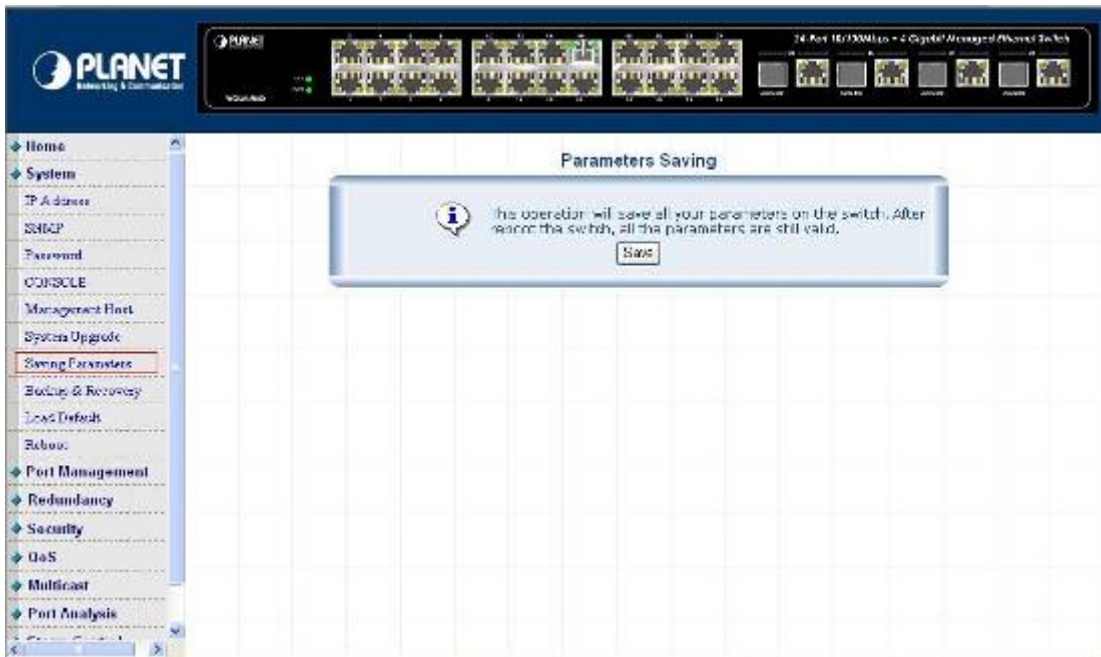 PLANET
Networking & Communication
PLANET
24-Port 10/100Mbps + 4 Gigabit Managed Ethernet Switch
Home
System
IP Address
SNMP
Password
CONSOLE
Management Host
System Upgrade
Saving Parameters
Backup & Recovery
Load Default
Reboot
Port Management
Redundancy
Security
QoS
Multicast
Port Analysis
Parameters Saving
This operation will save all your parameters on the switch. After
reboot the switch, all the parameters are still valid.
Save